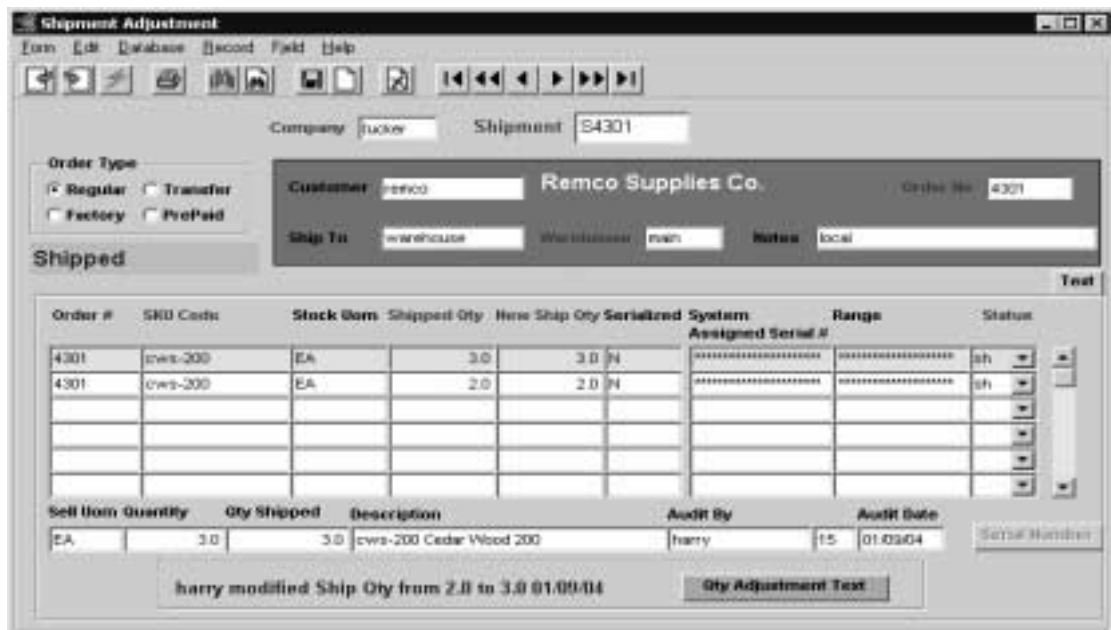 Shipment Adjustment
Form Edit Database Record Field Help
Company tucker Shipment S4301
Order Type
Regular Transfer
Factory PrePaid
Customer remco Remco Supplies Co. Order No 4301
Ship To warehouse Warehouse main Notes local
Shipped
Text
Order # SKU Code Stock Uom Shipped Qty New Ship Qty Serialized System Assigned Serial # Range Status
4301 cws-200 EA 3.0 3.0 N ********************** ******************** sh
4301 cws-200 EA 2.0 2.0 N ********************** ******************** sh
Sell Uom Quantity Qty Shipped Description Audit By Audit Date
EA 3.0 3.0 cws-200 Cedar Wood 200 harry 15 01/09/04 Serial Number
harry modified Ship Qty from 2.0 to 3.0 01/09/04 Qty Adjustment Text